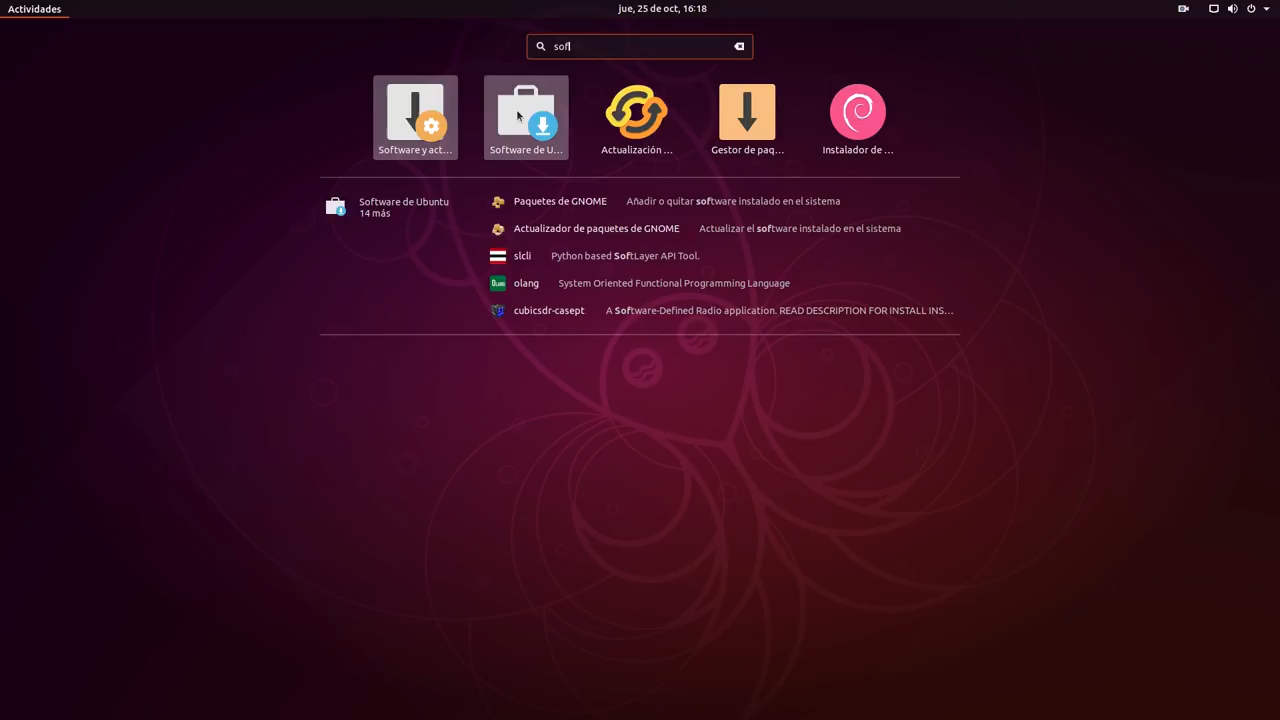 Actividades
jue, 25 de oct, 16:18
sof
Software y act...
Software de U...
Actualización ...
Gestor de paq...
Instalador de ...
Software de Ubuntu
14 más
Paquetes de GNOME Añadir o quitar software instalado en el sistema
Actualizador de paquetes de GNOME Actualizar el software instalado en el sistema
slcli Python based SoftLayer API Tool.
olang System Oriented Functional Programming Language
cubicsdr-casept A Software-Defined Radio application. READ DESCRIPTION FOR INSTALL INS...